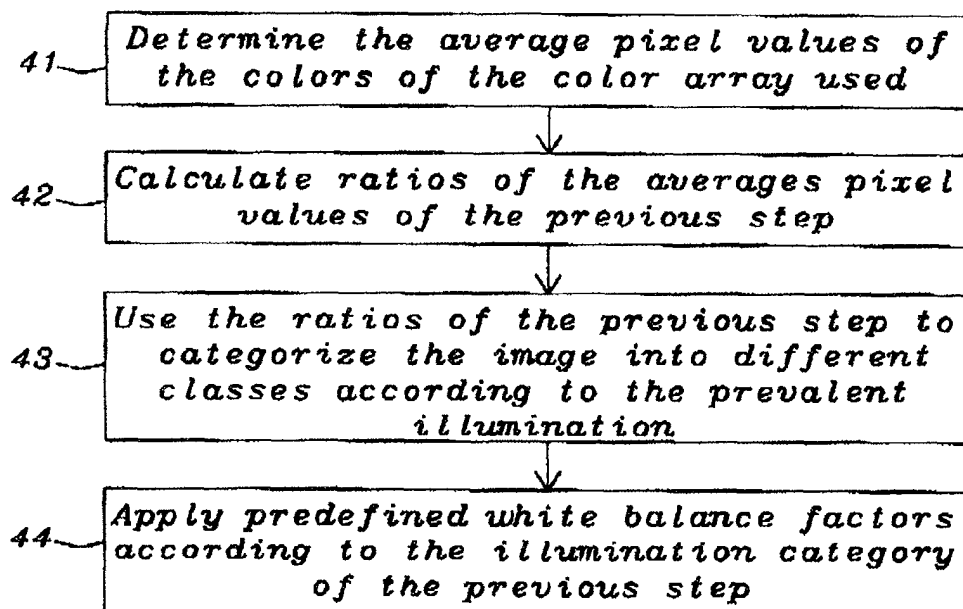 Determine the average pixel values of
41 the colors of the color array used
Calculate ratios of the averages pixel
42 values of the previous step
Use the ratios of the previous step to
43 categorize the image into different
classes according to the prevalent
illumination
Apply predefined white balance factors
44 according to the illumination category
of the previous step